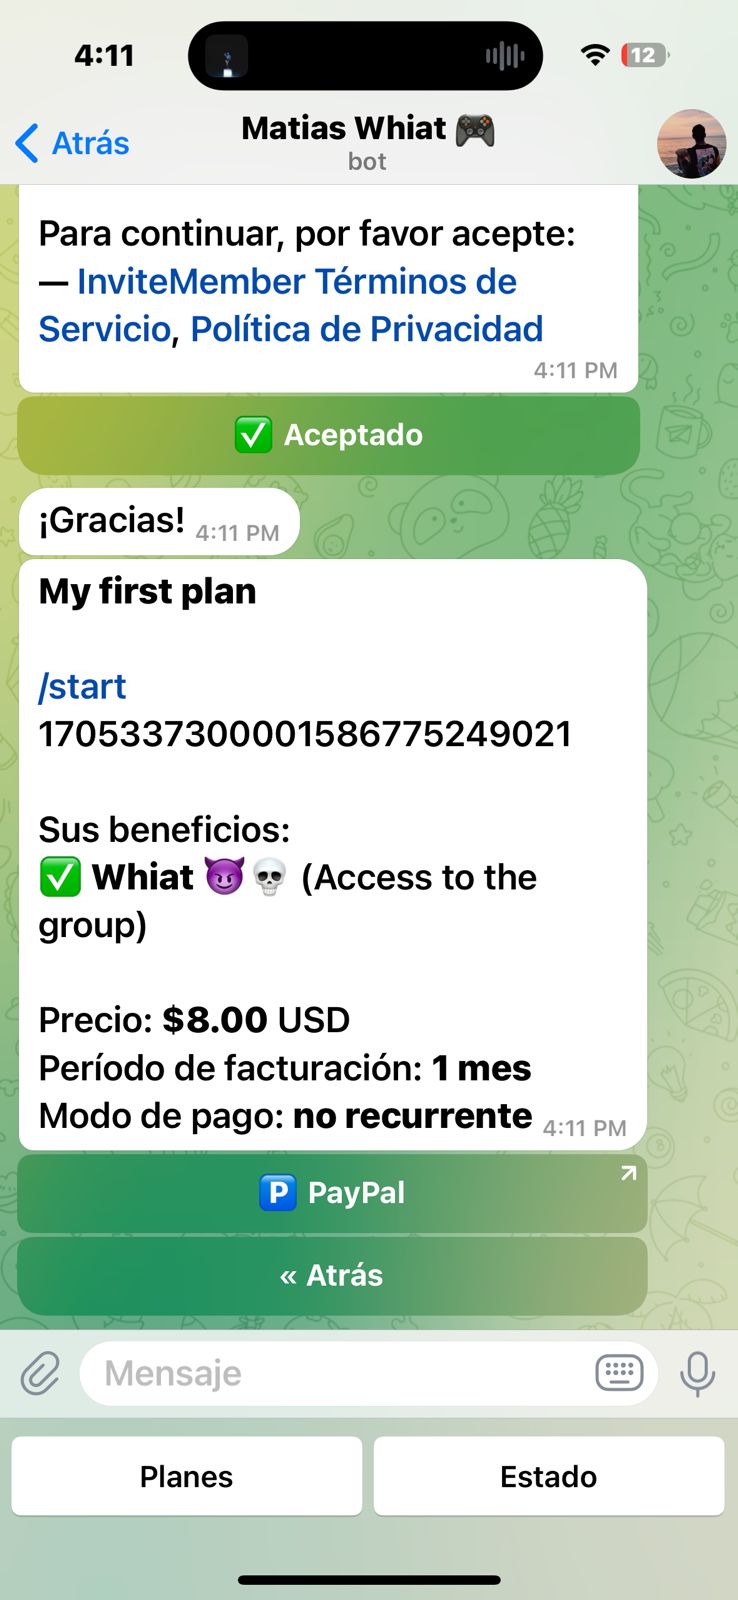 4:11
12
Atrás
Matias Whiat 🎮
bot
Para continuar, por favor acepte:
— InviteMember Términos de
Servicio, Política de Privacidad
4:11 PM
✅ Aceptado
¡Gracias! 4:11 PM
My first plan
/start
1705337300001586775249021
Sus beneficios:
✅ Whiat 😈💀 (Access to the
group)
Precio: $8.00 USD
Período de facturación: 1 mes
Modo de pago: no recurrente 4:11 PM
🅿️ PayPal
« Atrás
Mensaje
Planes
Estado